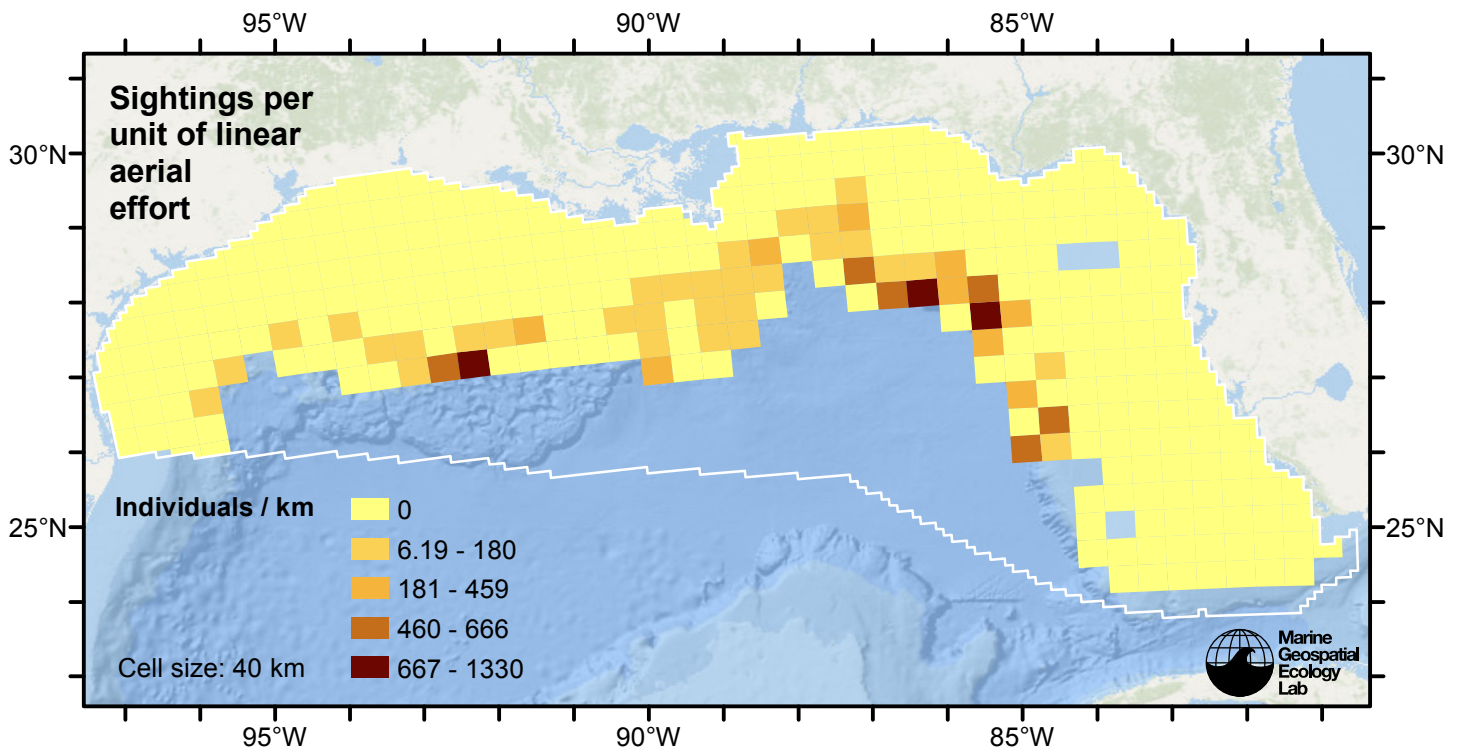 95°W 90°W 85°W
Sightings per
unit of linear
aerial
effort
30°N 30°N
25°N 25°N
Individuals / km
0
6.19 - 180
181 - 459
460 - 666
667 - 1330
Cell size: 40 km
Marine
Geospatial
Ecology
Lab
95°W 90°W 85°W